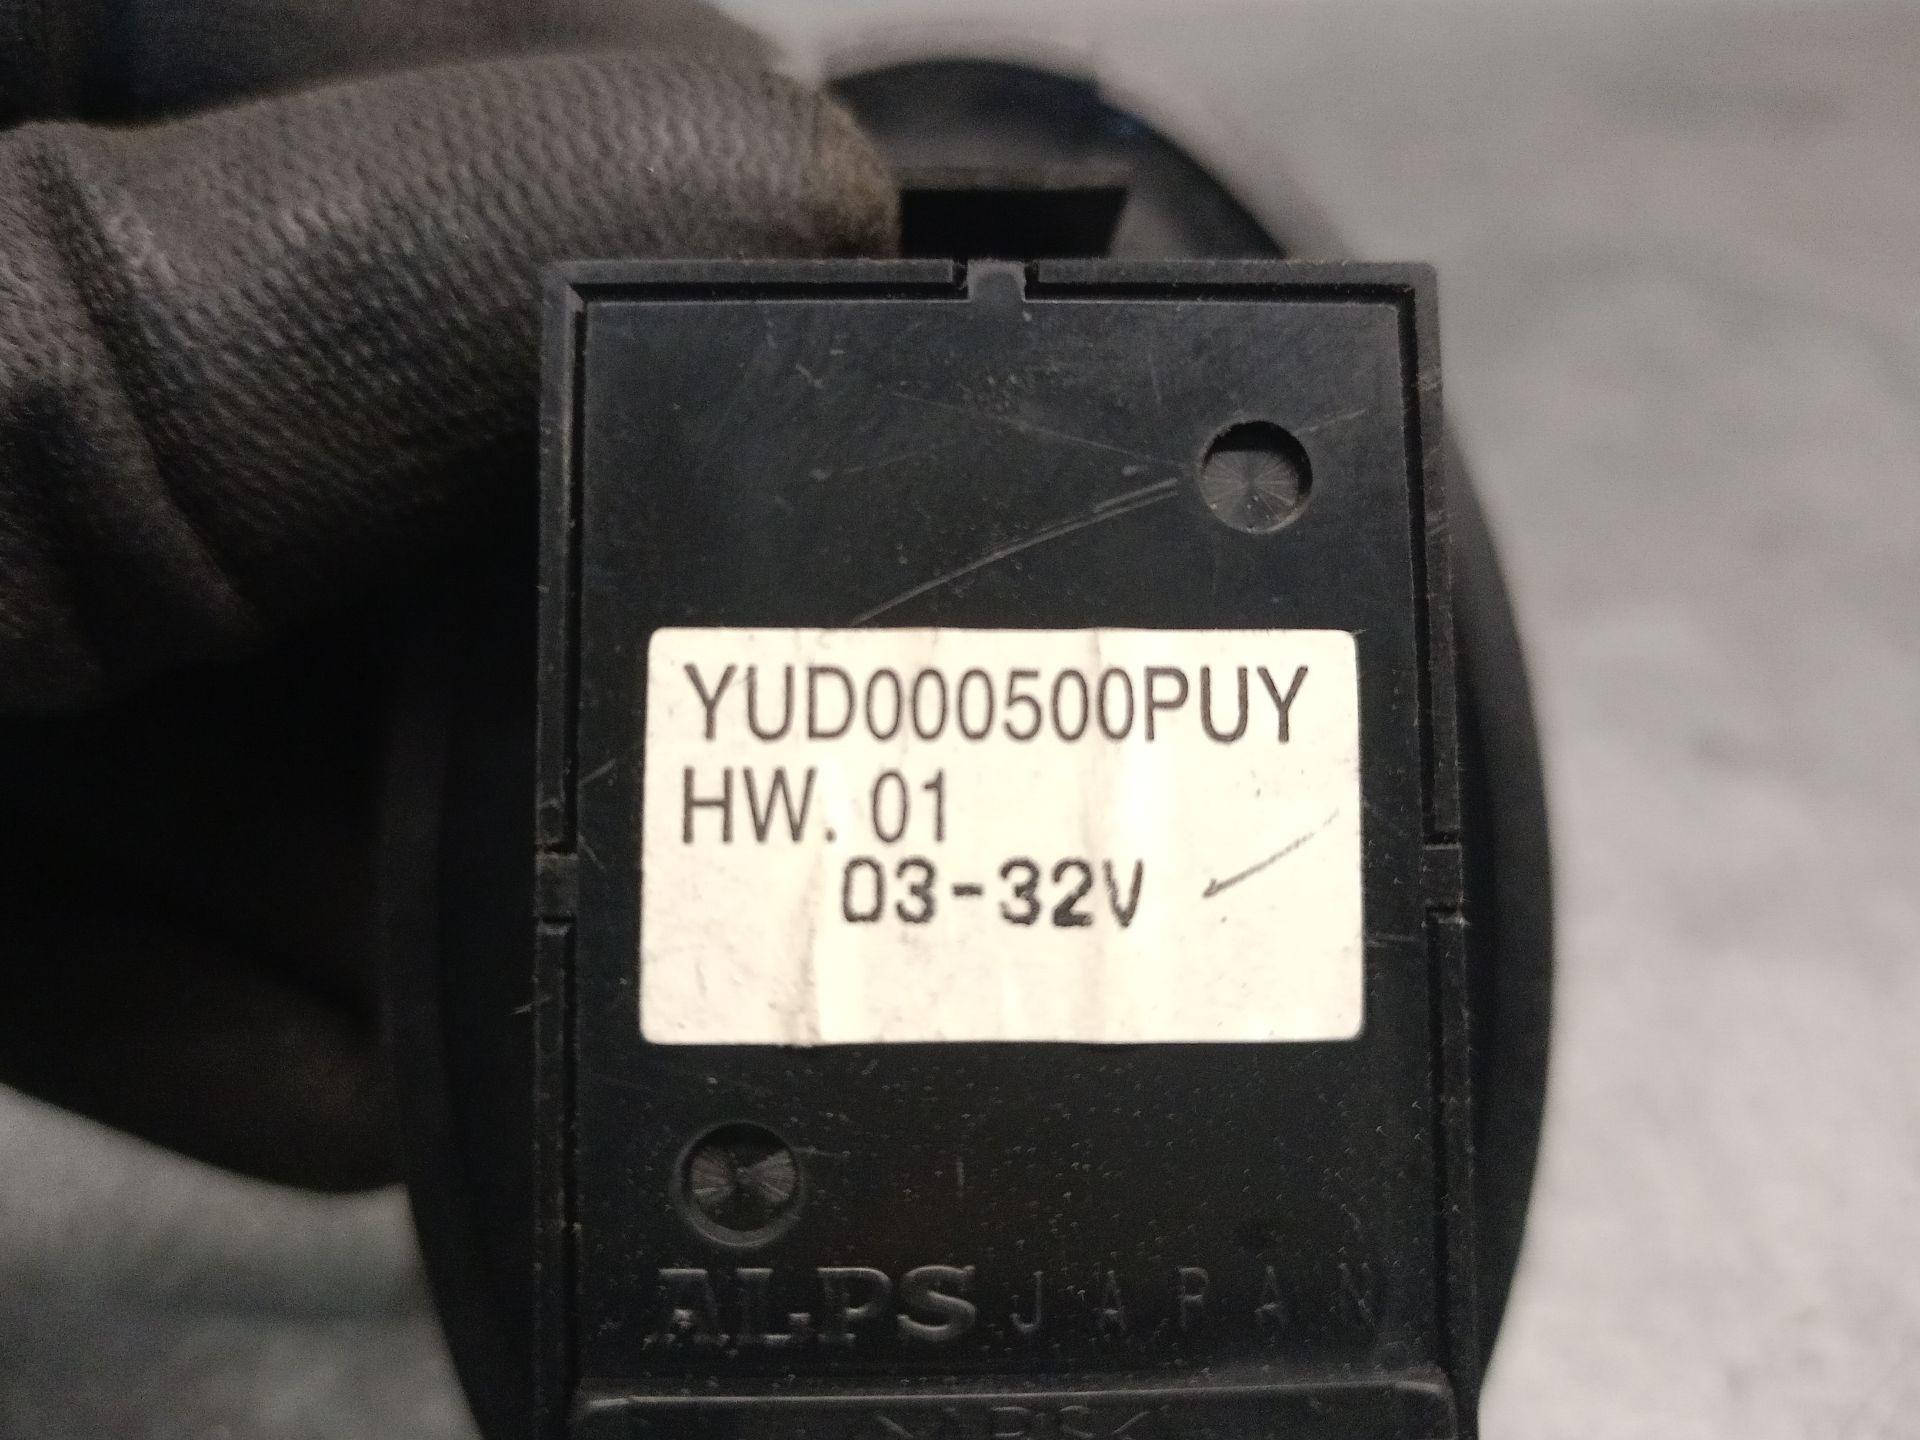 YUD000500PUY
HW. 01
03-32V
ALPS JAPAN